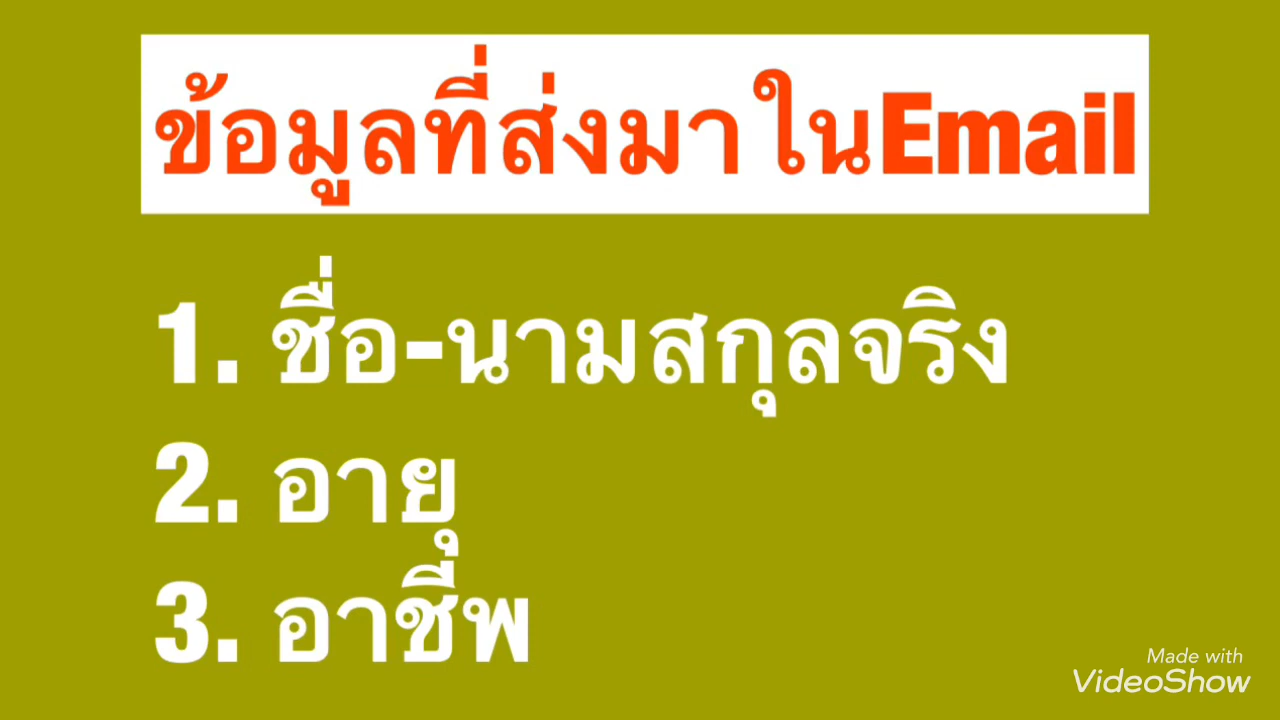 ข้อมูลที่ส่งมาในEmail
1. ชื่อ-นามสกุลจริง
2. อายุ
3. อาชีพ
Made with
VideoShow